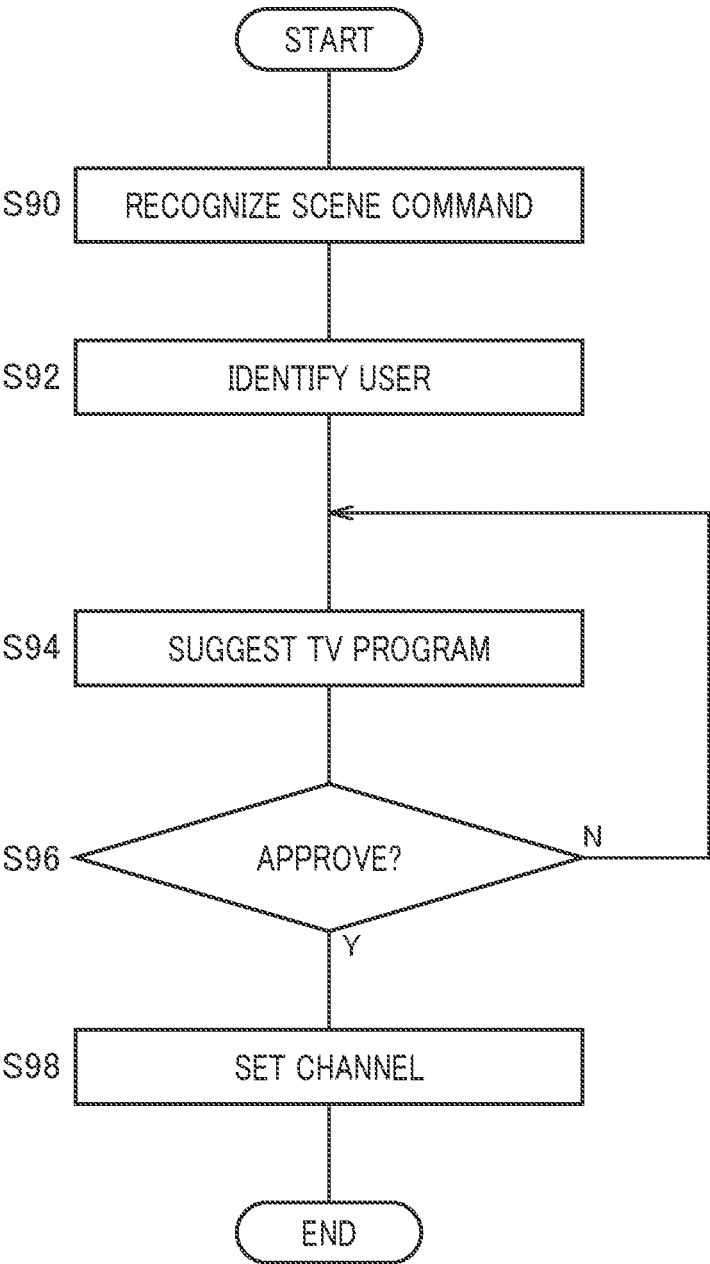 START
S90 RECOGNIZE SCENE COMMAND
S92 IDENTIFY USER
S94 SUGGEST TV PROGRAM
S96 APPROVE? N
Y
S98 SET CHANNEL
END